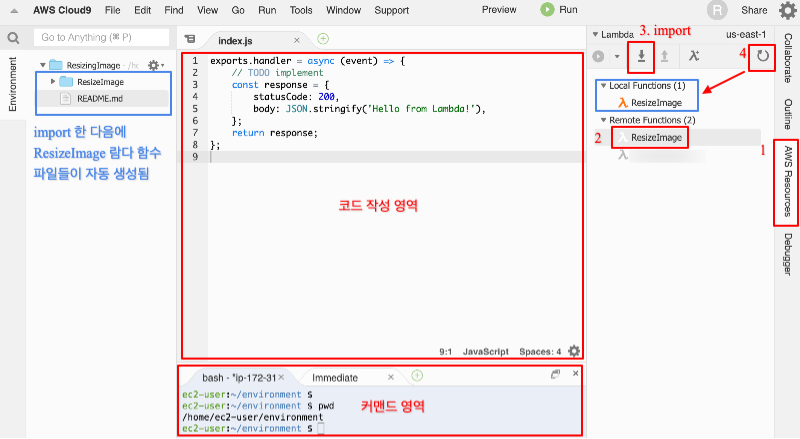 AWS Cloud9 File Edit Find View Go Run Tools Window Support Preview Run R Share
Go to Anything (⌘ P)
index.js
Environment
ResizingImage - /ho
ResizeImage
README.md
import 한 다음에
ResizeImage 람다 함수
파일들이 자동 생성됨
1 exports.handler = async (event) => {
2 // TODO implement
3 const response = {
4 statusCode: 200,
5 body: JSON.stringify('Hello from Lambda!'),
6 };
7 return response;
8 };
9
코드 작성 영역
9:1 JavaScript Spaces: 4
bash - "ip-172-31
Immediate
ec2-user:~/environment $
ec2-user:~/environment $ pwd
/home/ec2-user/environment
ec2-user:~/environment $
커맨드 영역
3. import
Lambda
us-east-1
4
Local Functions (1)
ResizeImage
Remote Functions (2)
2
ResizeImage
1
Collaborate
Outline
AWS Resources
Debugger